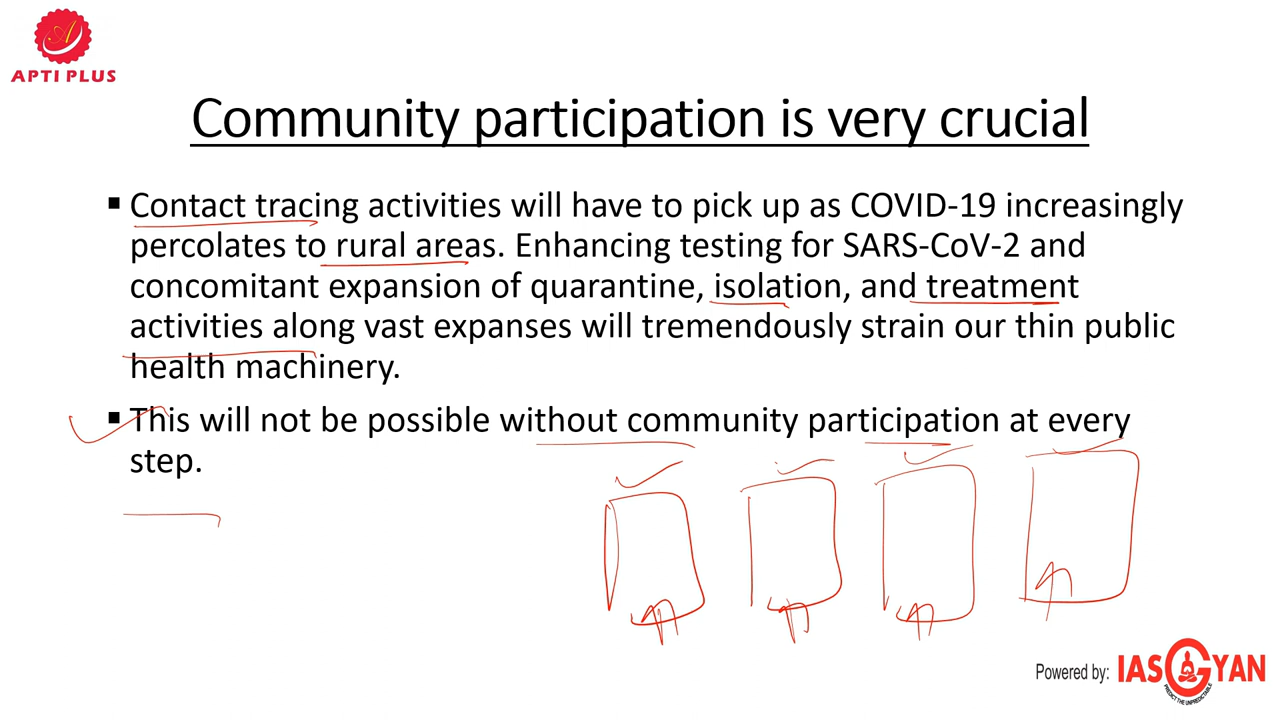 APTI PLUS
Community participation is very crucial
▪ Contact tracing activities will have to pick up as COVID-19 increasingly
percolates to rural areas. Enhancing testing for SARS-CoV-2 and
concomitant expansion of quarantine, isolation, and treatment
activities along vast expanses will tremendously strain our thin public
health machinery.
▪ This will not be possible without community participation at every
step.
Powered by: IAS GYAN
PREDICT THE UNPREDICTABLE